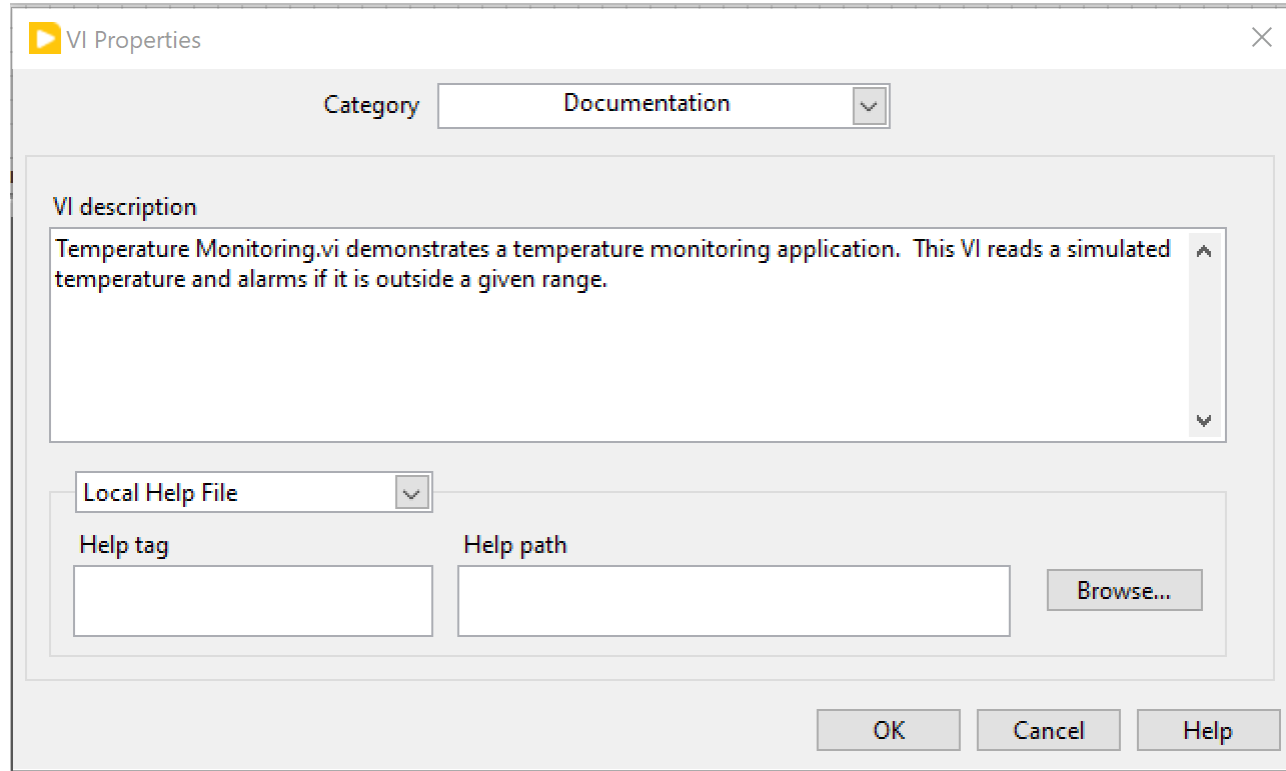 VI Properties
Category Documentation
VI description
Temperature Monitoring.vi demonstrates a temperature monitoring application.  This VI reads a simulated
temperature and alarms if it is outside a given range.
Local Help File
Help tag Help path
Browse...
OK Cancel Help